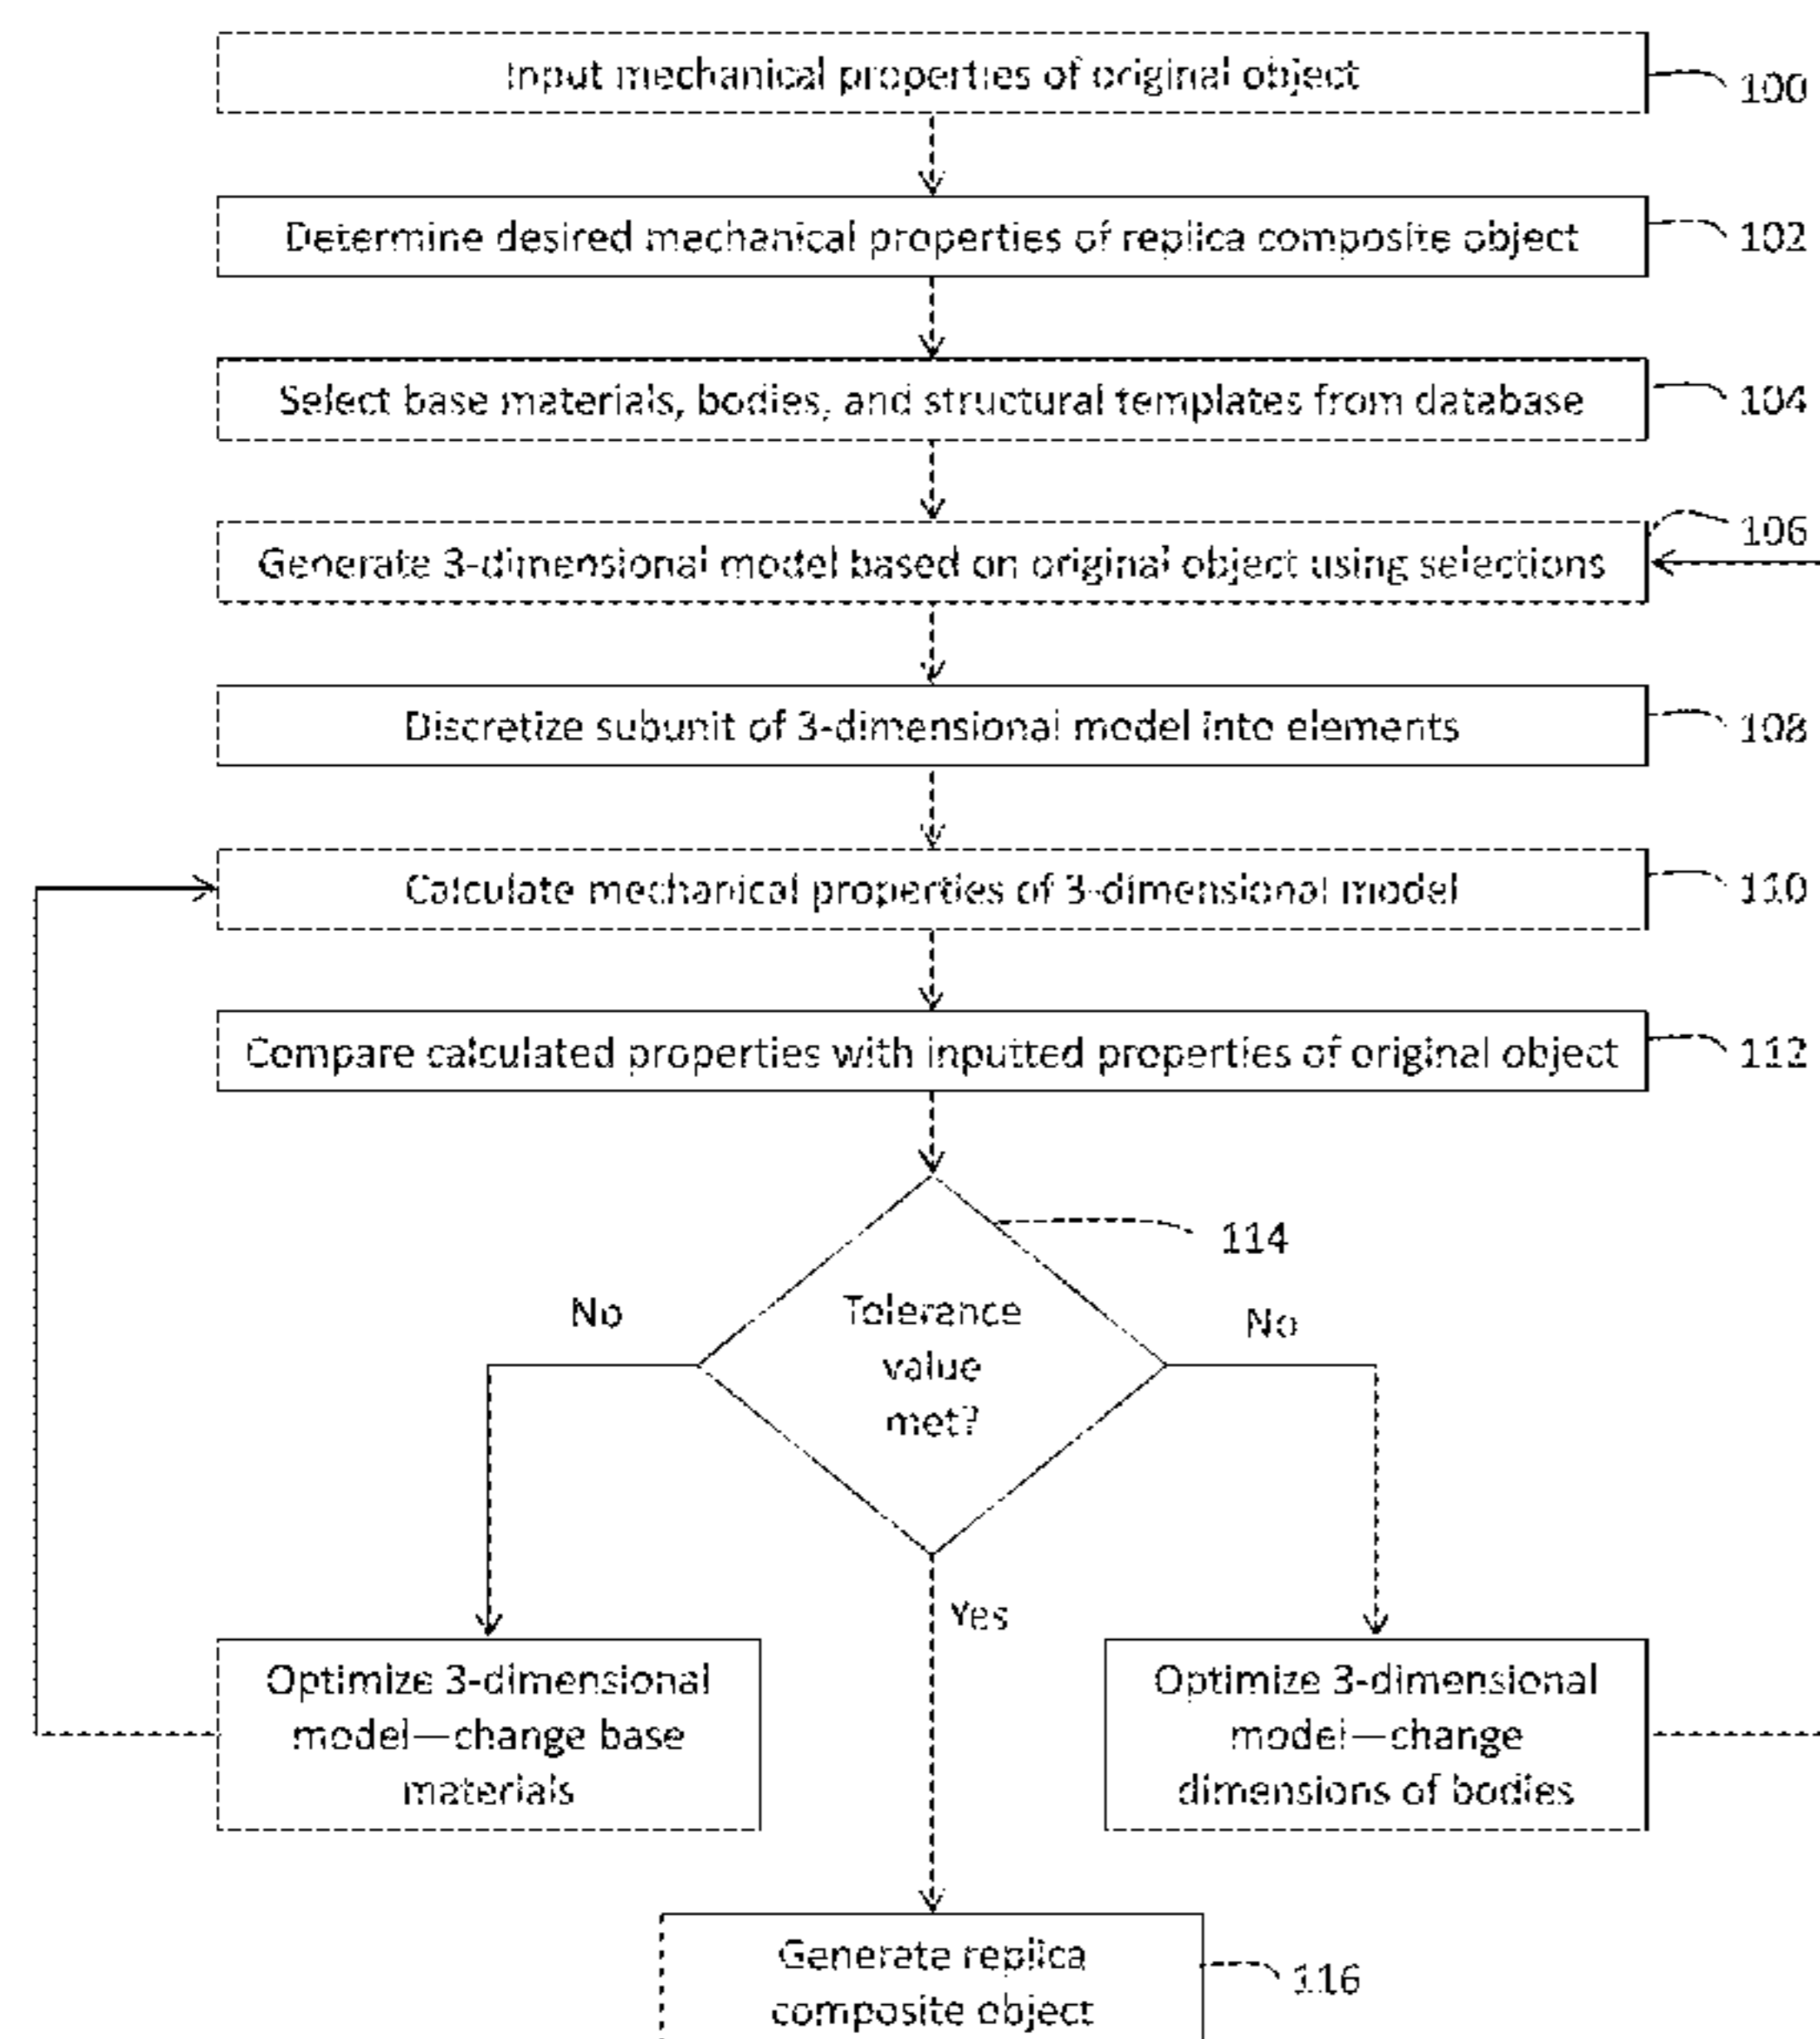 Input mechanical properties of original object
100
Determine desired mechanical properties of replica composite object
102
Select base materials, bodies, and structural templates from database
104
Generate 3-dimensional model based on original object using selections
106
Discretize subunit of 3-dimensional model into elements
108
Calculate mechanical properties of 3-dimensional model
110
Compare calculated properties with inputted properties of original object
112
114
Tolerance
value
met?
No
No
Yes
Optimize 3-dimensional
model—change base
materials
Optimize 3-dimensional
model—change
dimensions of bodies
Generate replica
composite object
116